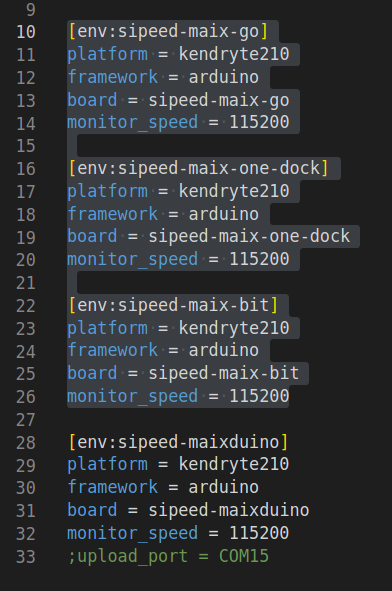 9
10 [env:sipeed-maix-go]
11 platform = kendryte210
12 framework = arduino
13 board = sipeed-maix-go
14 monitor_speed = 115200
15
16 [env:sipeed-maix-one-dock]
17 platform = kendryte210
18 framework = arduino
19 board = sipeed-maix-one-dock
20 monitor_speed = 115200
21
22 [env:sipeed-maix-bit]
23 platform = kendryte210
24 framework = arduino
25 board = sipeed-maix-bit
26 monitor_speed = 115200
27
28 [env:sipeed-maixduino]
29 platform = kendryte210
30 framework = arduino
31 board = sipeed-maixduino
32 monitor_speed = 115200
33 ;upload_port = COM15